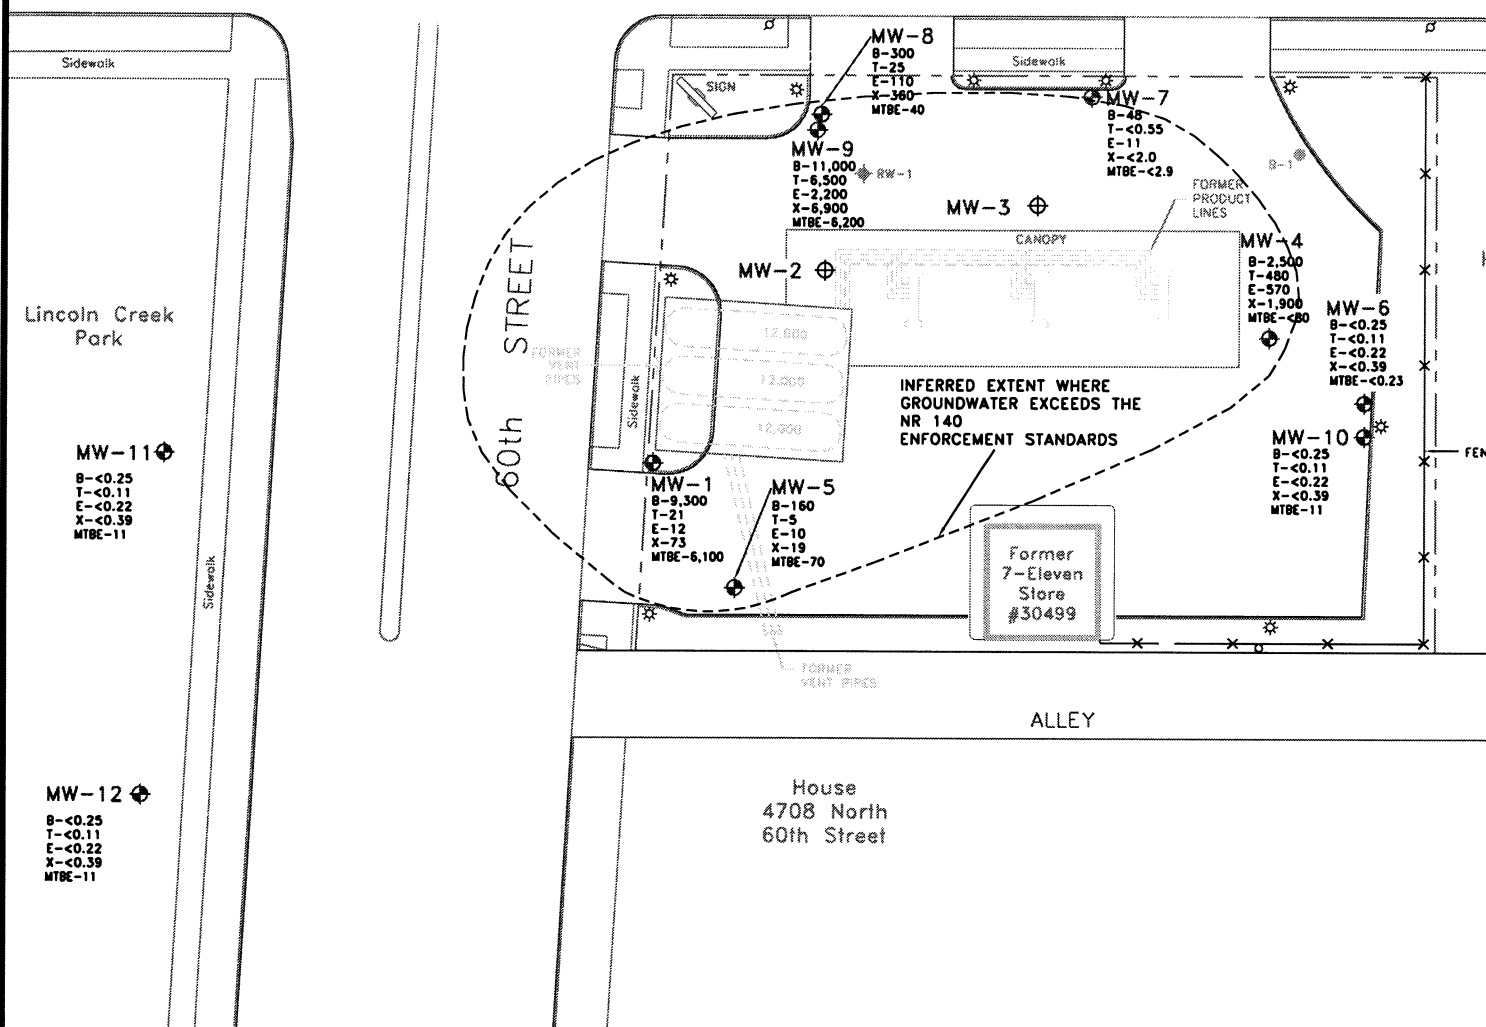 Sidewalk
SIGN
MW-8
B-300
T-25
E-110
X-360
MTBE-40
Sidewalk
MW-7
B-48
T-<0.55
E-11
X-<2.0
MTBE-<2.9
MW-9
B-11,000
T-6,500
E-2,200
X-6,900
MTBE-6,200
RW-1
B-1
FORMER
PRODUCT
LINES
MW-3
CANOPY
MW-2
MW-4
B-2,500
T-480
E-570
X-1,900
MTBE-<80
MW-6
B-<0.25
T-<0.11
E-<0.22
X-<0.39
MTBE-<0.23
Lincoln Creek
Park
60th STREET
FORMER
VENT
PIPES
12,000
12,000
12,000
Sidewalk
INFERRED EXTENT WHERE
GROUNDWATER EXCEEDS THE
NR 140
ENFORCEMENT STANDARDS
MW-10
B-<0.25
T-<0.11
E-<0.22
X-<0.39
MTBE-11
FEN
MW-11
B-<0.25
T-<0.11
E-<0.22
X-<0.39
MTBE-11
MW-1
B-9,300
T-21
E-12
X-73
MTBE-6,100
MW-5
B-160
T-5
E-10
X-19
MTBE-70
Sidewalk
Former
7-Eleven
Store
#30499
FORMER
VENT PIPES
ALLEY
MW-12
B-<0.25
T-<0.11
E-<0.22
X-<0.39
MTBE-11
House
4708 North
60th Street